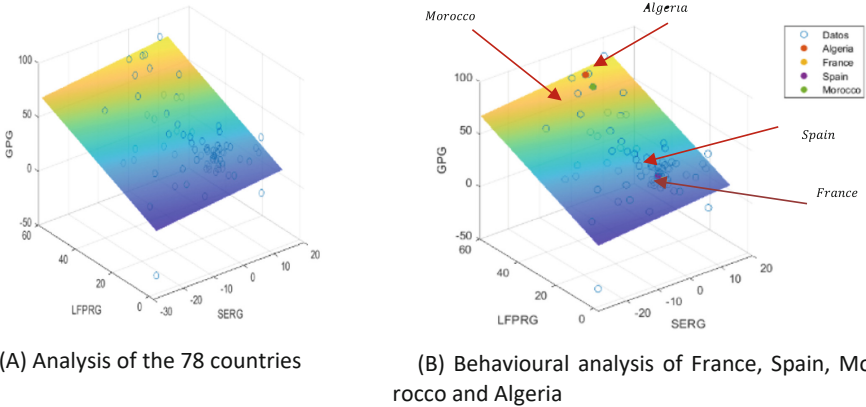 Morocco
Algeria
Datos
Algeria
France
Spain
Morocco
100
50
0
-50
GPG
60
40
20
0
LFPRG
-30
-20
-10
0
10
20
SERG
100
50
0
-50
GPG
60
40
20
0
LFPRG
-20
-10
0
10
20
SERG
Spain
France
(A) Analysis of the 78 countries
(B) Behavioural analysis of France, Spain, Mo
rocco and Algeria